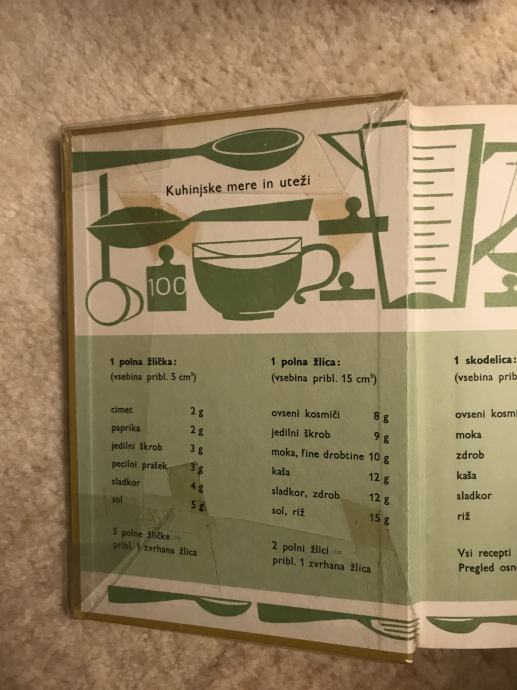 Kuhinjske mere in uteži
100
1 polna žlička:
(vsebina pribl. 5 cm³)
cimet 2 g
paprika 2 g
jedilni škrob 3 g
pecilni prašek 3 g
sladkor 4 g
sol 5 g
3 polne žličke =
pribl. 1 zvrhana žlica
1 polna žlica:
(vsebina pribl. 15 cm³)
ovseni kosmiči 8 g
jedilni škrob 9 g
moka, fine drobtine 10 g
kaša 12 g
sladkor, zdrob 12 g
sol, riž 15 g
2 polni žlici =
pribl. 1 zvrhana žlica
1 skodelica:
(vsebina prib
ovseni kosmi
moka
zdrob
kaša
sladkor
riž
Vsi recepti
Pregled osno